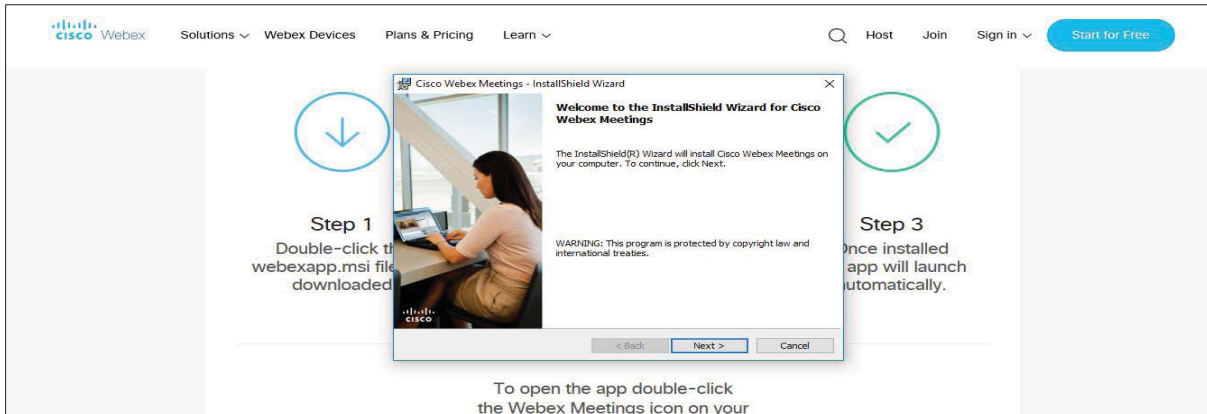 CISCO Webex Solutions Webex Devices Plans & Pricing Learn Host Join Sign in Start for Free
Cisco Webex Meetings - InstallShield Wizard
Welcome to the InstallShield Wizard for Cisco
Webex Meetings
The InstallShield(R) Wizard will install Cisco Webex Meetings on
your computer. To continue, click Next.
WARNING: This program is protected by copyright law and
international treaties.
CISCO
< Back Next > Cancel
Step 1
Double-click
webexapp.msi
downloaded
Step 3
installed
app will launch
To open the app double-click
the Webex Meetings icon on your